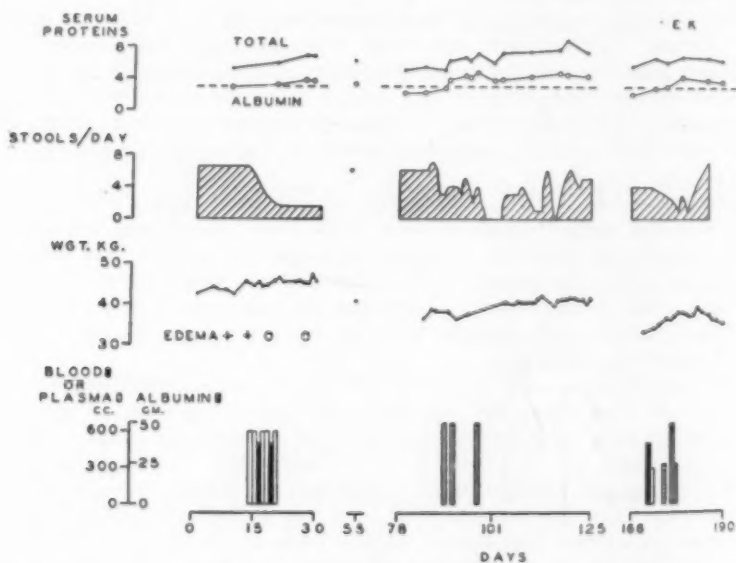 SERUM
PROTEINS
E K
8
4
0
TOTAL
ALBUMIN
STOOLS/DAY
8
4
0
WGT. KG.
50
40
30
EDEMA + + 0 0
BLOOD
OR
PLASMA ALBUMIN
CC. GM.
600 50
300 25
0 0
0 15 30 55 78 101 125 166 190
DAYS